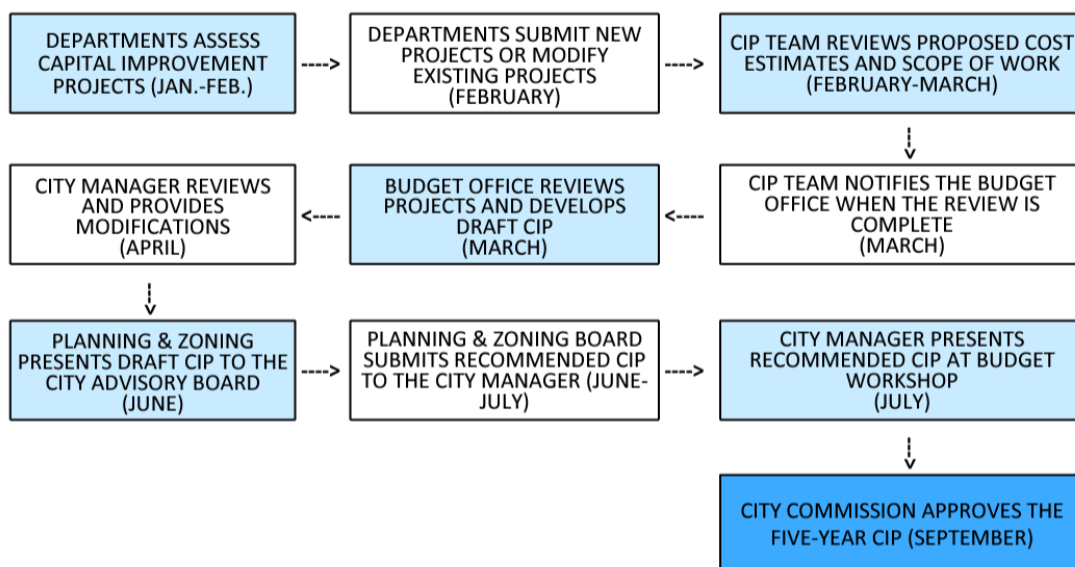 DEPARTMENTS ASSESS
CAPITAL IMPROVEMENT
PROJECTS (JAN.-FEB.)
DEPARTMENTS SUBMIT NEW
PROJECTS OR MODIFY
EXISTING PROJECTS
(FEBRUARY)
CIP TEAM REVIEWS PROPOSED COST
ESTIMATES AND SCOPE OF WORK
(FEBRUARY-MARCH)
CIP TEAM NOTIFIES THE BUDGET
OFFICE WHEN THE REVIEW IS
COMPLETE
(MARCH)
BUDGET OFFICE REVIEWS
PROJECTS AND DEVELOPS
DRAFT CIP
(MARCH)
CITY MANAGER REVIEWS
AND PROVIDES
MODIFICATIONS
(APRIL)
PLANNING & ZONING
PRESENTS DRAFT CIP TO THE
CITY ADVISORY BOARD
(JUNE)
PLANNING & ZONING BOARD
SUBMITS RECOMMENDED CIP
TO THE CITY MANAGER (JUNE-
JULY)
CITY MANAGER PRESENTS
RECOMMENDED CIP AT BUDGET
WORKSHOP
(JULY)
CITY COMMISSION APPROVES THE
FIVE-YEAR CIP (SEPTEMBER)